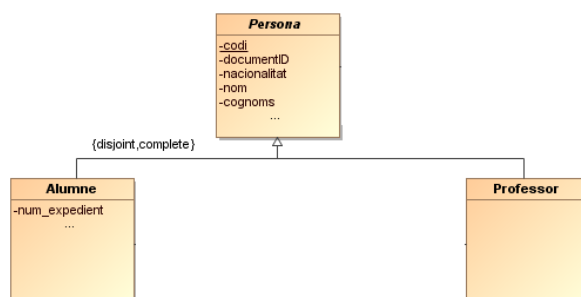 Persona
-codi
-documentID
-nacionalitat
-nom
-cognoms
...
{disjoint,complete}
Alumne
-num_expedient
...
Professor